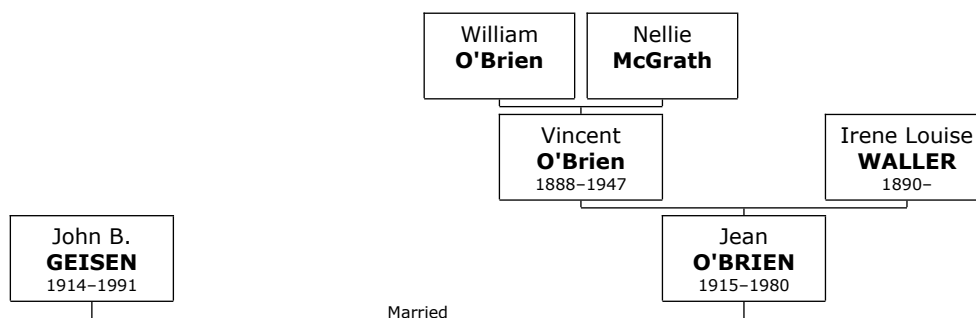 William
O'Brien
Nellie
McGrath
Vincent
O'Brien
1888–1947
Irene Louise
WALLER
1890–
John B.
GEISEN
1914–1991
Jean
O'BRIEN
1915–1980
Married